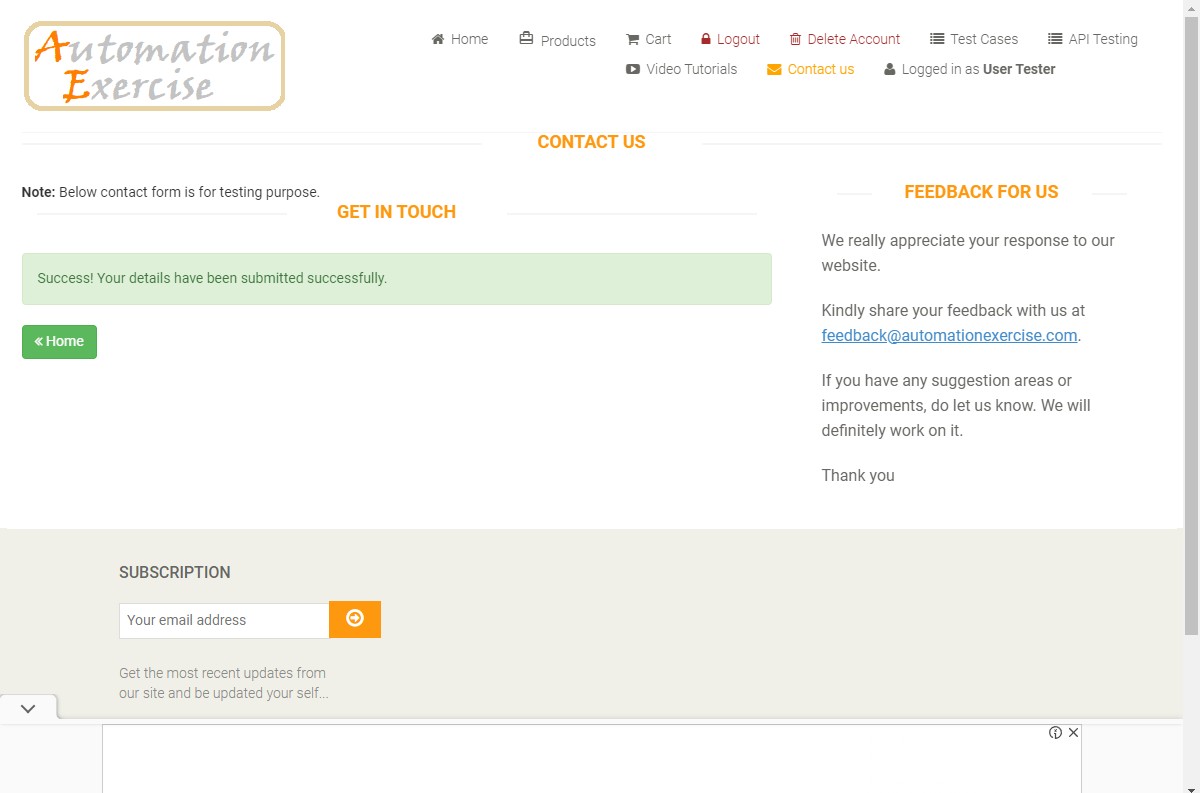 Automation
Exercise
Home
Products
Cart
Logout
Delete Account
Test Cases
API Testing
Video Tutorials
Contact us
Logged in as User Tester
CONTACT US
Note: Below contact form is for testing purpose.
GET IN TOUCH
Success! Your details have been submitted successfully.
« Home
FEEDBACK FOR US
We really appreciate your response to our
website.
Kindly share your feedback with us at
feedback@automationexercise.com.
If you have any suggestion areas or
improvements, do let us know. We will
definitely work on it.
Thank you
SUBSCRIPTION
Your email address
Get the most recent updates from
our site and be updated your self...